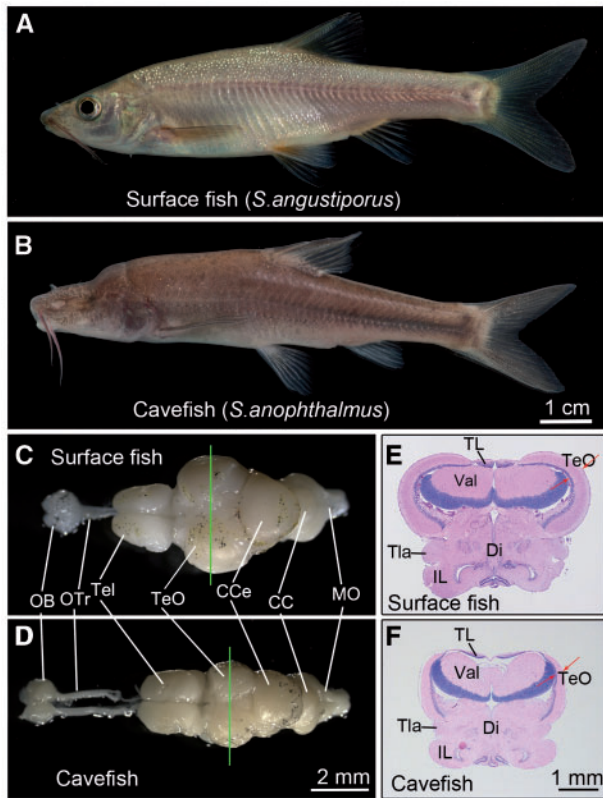 A
Surface fish (S.angustiporus)
B
Cavefish (S.anophthalmus)
1 cm
C
Surface fish
OB
OTr
Tel
TeO
CCe
CC
MO
D
Cavefish
2 mm
E
TL
TeO
Val
Tla
Di
IL
Surface fish
F
TL
Val
TeO
Tla
Di
IL
1 mm
Cavefish